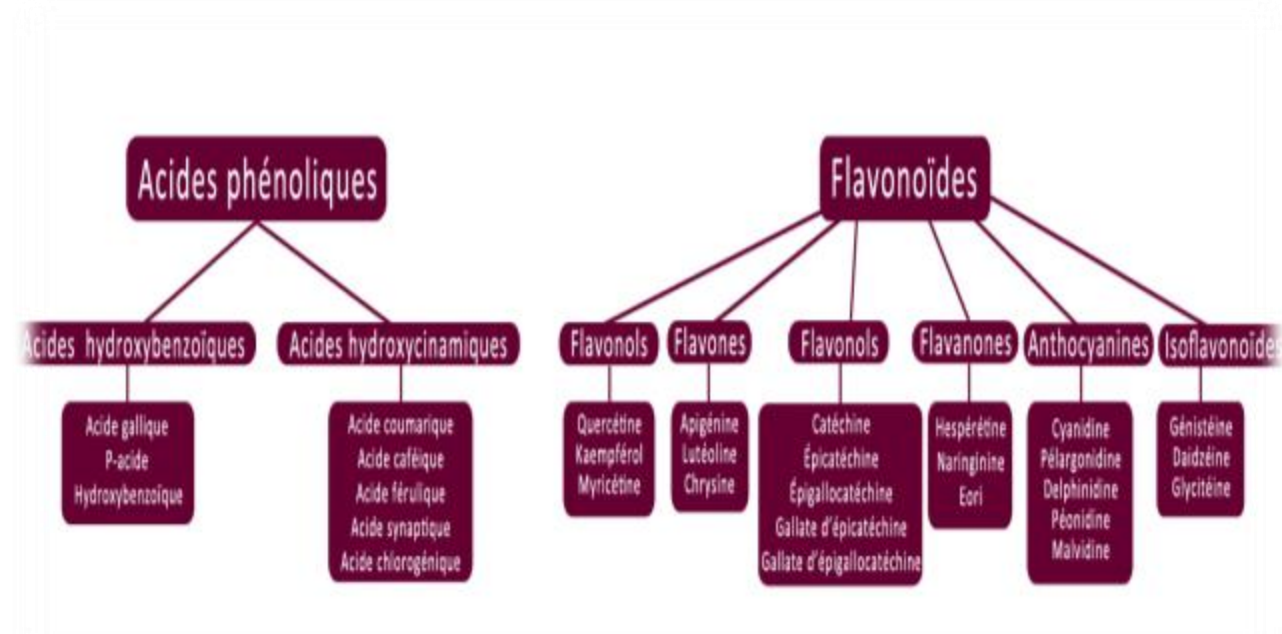 Acides phénoliques
Acides hydroxybenzoïques
Acide gallique
P-acide
Hydroxybenzoïque
Acides hydroxycinamiques
Acide coumarique
Acide caféique
Acide férulique
Acide synaptique
Acide chlorogénique
Flavonoïdes
Flavonols
Quercétine
Kaempférol
Myricétine
Flavones
Apigénine
Lutéoline
Chrysine
Flavonols
Catéchine
Épicatéchine
Épigallocatéchine
Gallate d'épicatéchine
Gallate d'épigallocatéchine
Flavanones
Hespérétine
Naringinine
Eori
Anthocyanines
Cyanidine
Pélargonidine
Delphinidine
Péonidine
Malvidine
Isoflavonoïdes
Génistéine
Daidzéine
Glycitéine